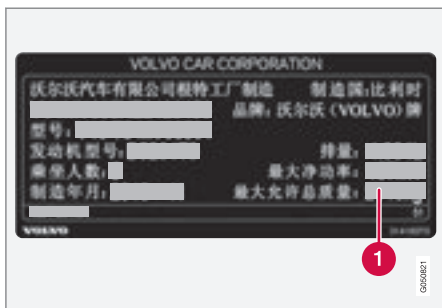 VOLVO CAR CORPORATION
沃尔沃汽车有限公司根特工厂制造 制造国:比利时
品牌:沃尔沃(VOLVO)牌
型号:
发动机型号: 排量:
乘坐人数: 最大净功率:
制造年月: 最大允许总质量:
VOLVO
1
G050821